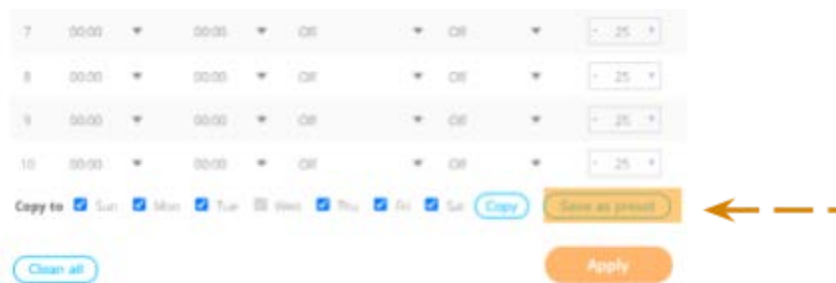 7 00:00 00:00 Off Off - 25 +
8 00:00 00:00 Off Off - 25 +
9 00:00 00:00 Off Off - 25 +
10 00:00 00:00 Off Off - 25 +
Copy to Sun Mon Tue Wed Thu Fri Sat Copy Save as preset
Clean all Apply